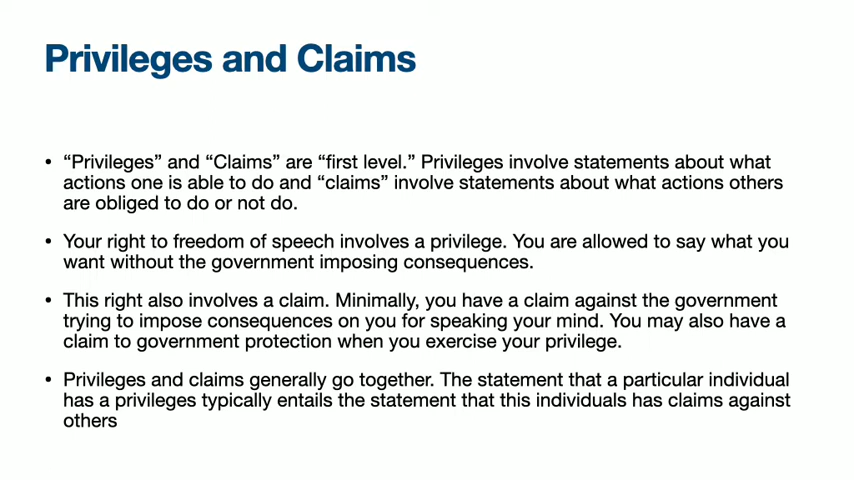 Privileges and Claims
• “Privileges” and “Claims” are “first level.” Privileges involve statements about what
actions one is able to do and “claims” involve statements about what actions others
are obliged to do or not do.
• Your right to freedom of speech involves a privilege. You are allowed to say what you
want without the government imposing consequences.
• This right also involves a claim. Minimally, you have a claim against the government
trying to impose consequences on you for speaking your mind. You may also have a
claim to government protection when you exercise your privilege.
• Privileges and claims generally go together. The statement that a particular individual
has a privileges typically entails the statement that this individuals has claims against
others